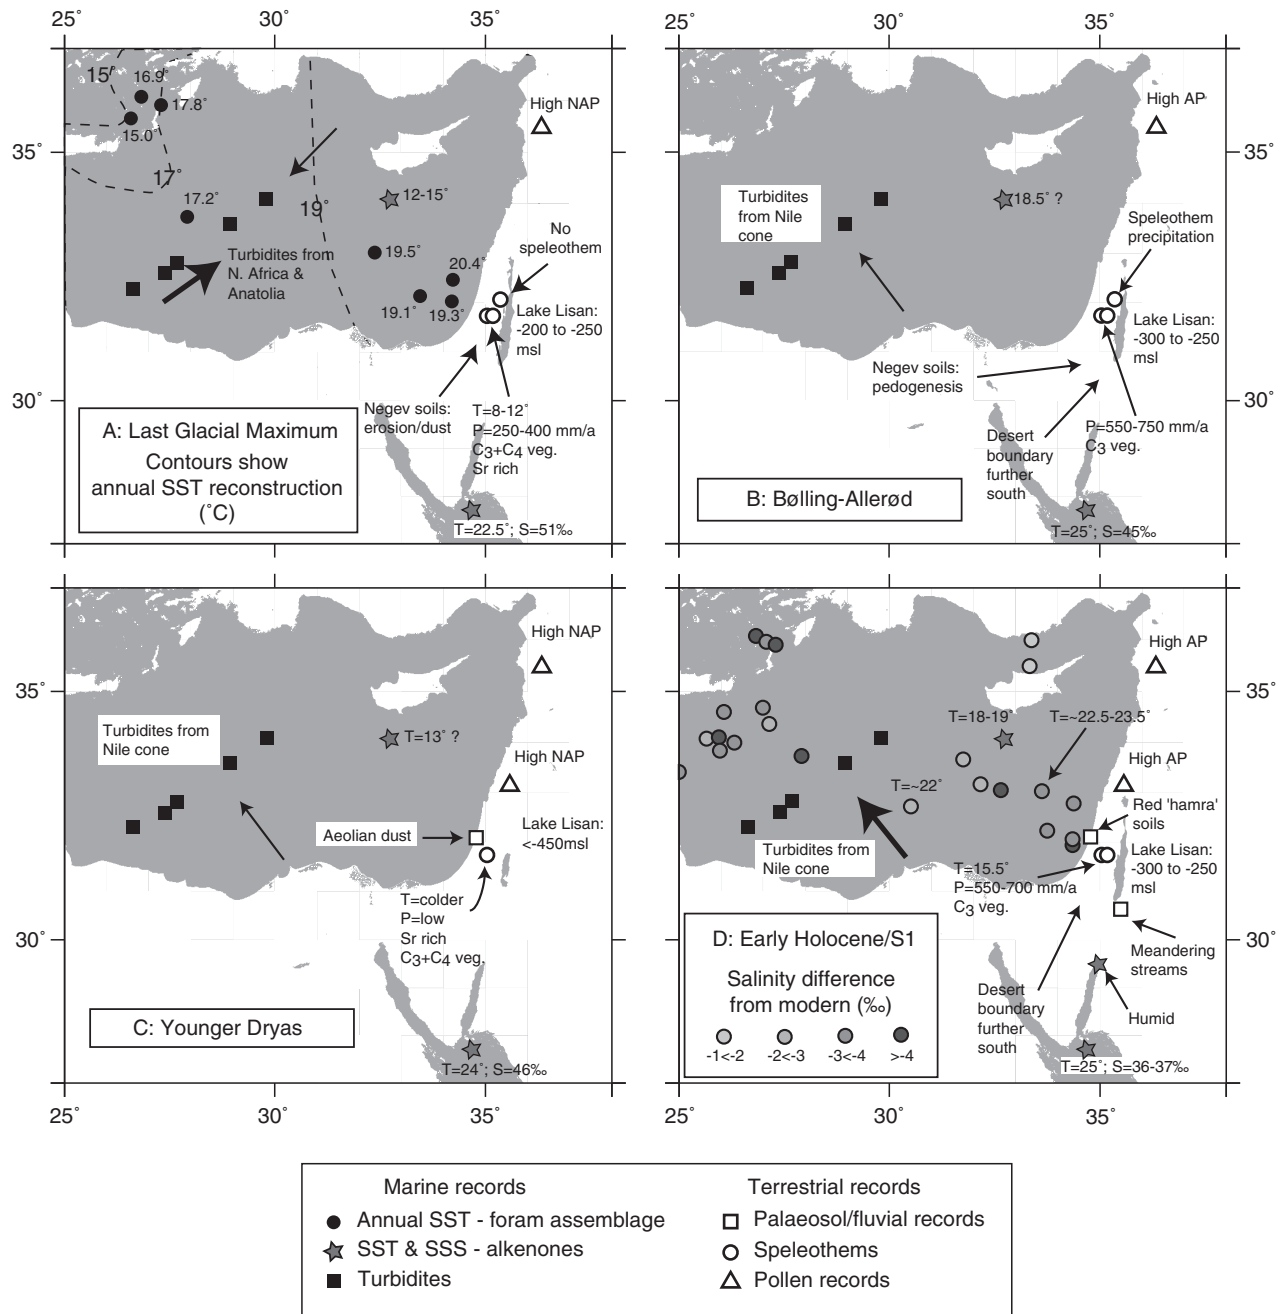 25˚ 30˚ 35˚ 25˚ 30˚ 35˚
15˚
16.9˚
17.8˚
15.0˚
17˚
17.2˚
19˚
12-15˚
High NAP
35˚
No
speleothem
Turbidites from
N. Africa &
Anatolia
19.5˚
20.4˚
19.1˚ 19.3˚
Lake Lisan:
-200 to -250
msl
30˚
Negev soils:
erosion/dust
T=8-12˚
P=250-400 mm/a
C3+C4 veg.
Sr rich
A: Last Glacial Maximum
Contours show
annual SST reconstruction
(˚C)
T=22.5˚; S=51‰
High AP
35˚
Turbidites
from Nile
cone
18.5˚ ?
Speleothem
precipitation
Lake Lisan:
-300 to -250
msl
Negev soils:
pedogenesis
30˚
Desert
boundary
further
south
P=550-750 mm/a
C3 veg.
B: Bølling-Allerød
T=25˚; S=45‰
High NAP
35˚
Turbidites from
Nile cone
T=13˚ ?
High NAP
Aeolian dust
Lake Lisan:
<-450msl
T=colder
P=low
Sr rich
C3+C4 veg.
30˚
C: Younger Dryas
T=24˚; S=46‰
High AP
35˚
T=18-19˚ T=~22.5-23.5˚
High AP
T=~22˚
Red 'hamra'
soils
Turbidites from
Nile cone
Lake Lisan:
-300 to -250
msl
T=15.5˚
P=550-700 mm/a
C3 veg.
30˚
D: Early Holocene/S1
Salinity difference
from modern (‰)
-1<-2 -2<-3 -3<-4 >-4
Meandering
streams
Desert
boundary
further
south
Humid
T=25˚; S=36-37‰
25˚ 30˚ 35˚ 25˚ 30˚ 35˚
Marine records
Annual SST - foram assemblage
SST & SSS - alkenones
Turbidites
Terrestrial records
Palaeosol/fluvial records
Speleothems
Pollen records